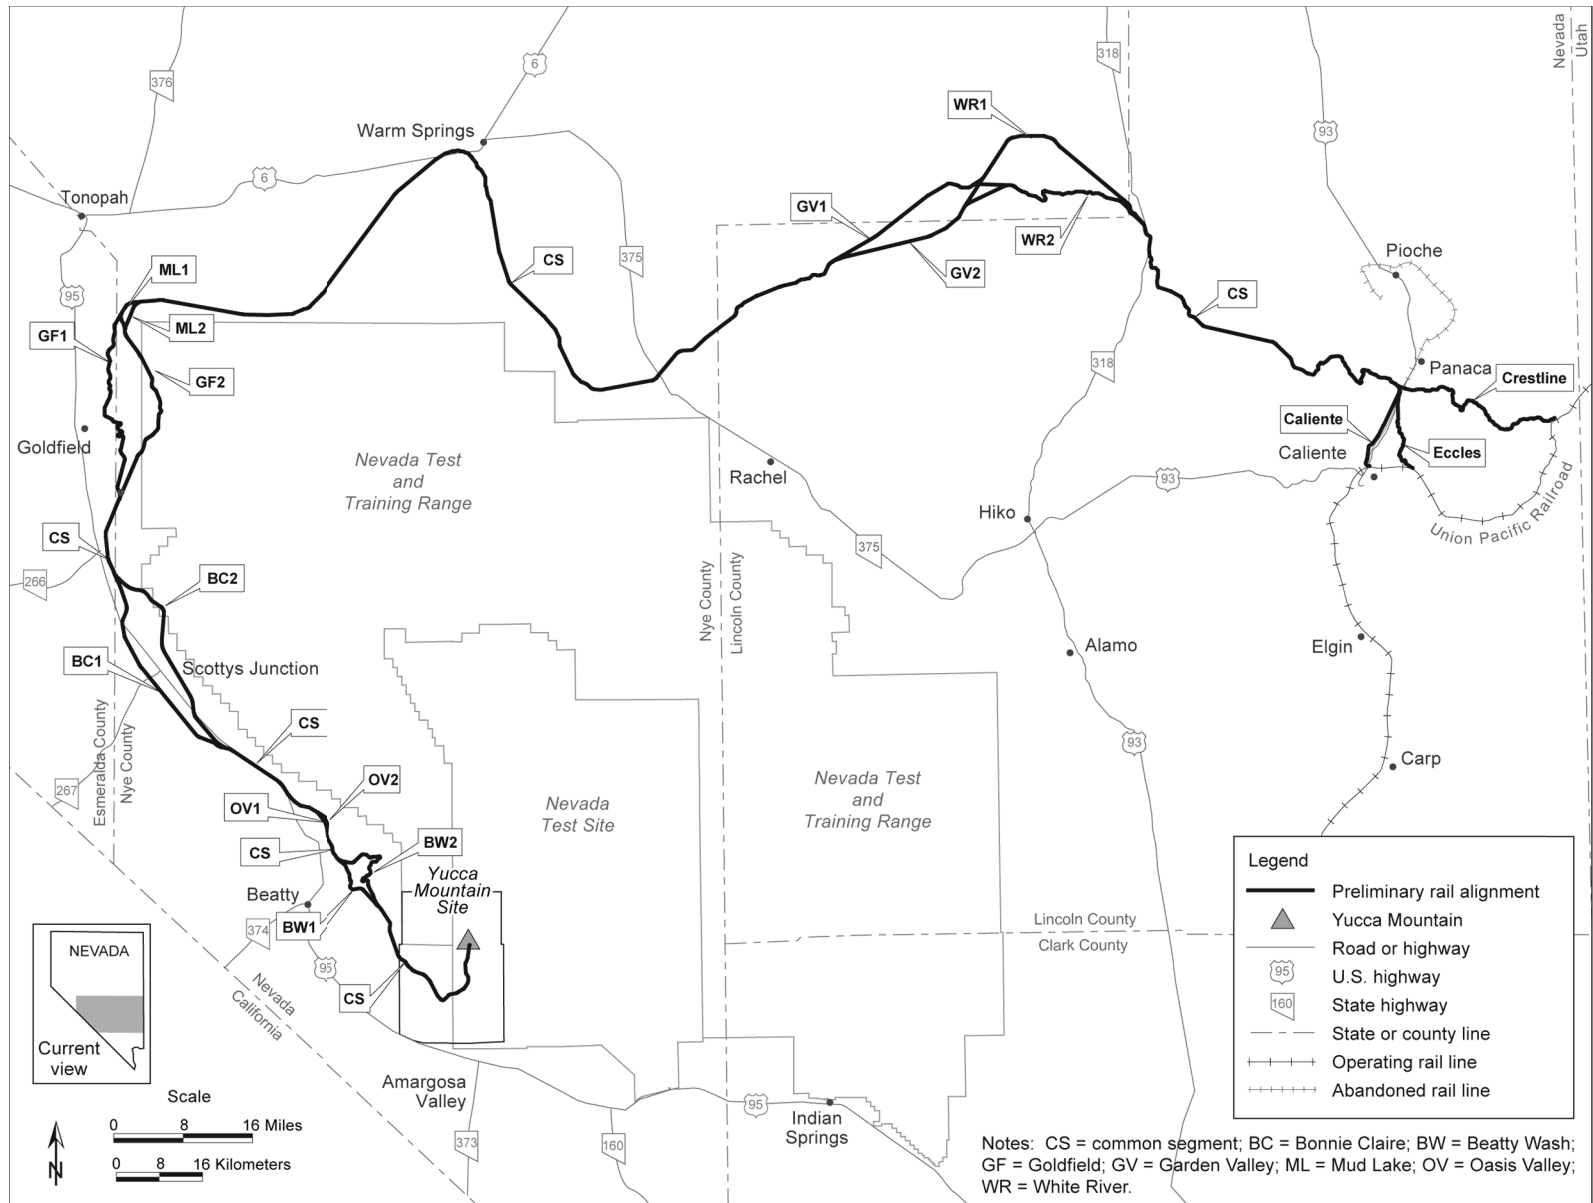 Nevada
Utah
376
6
318
93
WR1
Warm Springs
6
Tonopah
GV1
WR2
GV2
375
Pioche
ML1
CS
95
ML2
GF1
GF2
CS
318
Panaca
Crestline
Caliente
Caliente
Eccles
Goldfield
Nevada Test
and
Training Range
Rachel
93
Hiko
Union Pacific Railroad
CS
266
BC2
375
Nye County
Lincoln County
Elgin
Alamo
BC1
Scottys Junction
CS
Esmeralda County
Nye County
267
93
Carp
OV2
OV1
Nevada
Test Site
Nevada Test
and
Training Range
CS
BW2
Yucca
Mountain
Site
Beatty
BW1
374
95
CS
Nevada
California
Lincoln County
Clark County
NEVADA
Current
view
Legend
Preliminary rail alignment
Yucca Mountain
Road or highway
95
U.S. highway
160
State highway
State or county line
Operating rail line
Abandoned rail line
Amargosa
Valley
373
160
95
Indian
Springs
Scale
0 8 16 Miles
0 8 16 Kilometers
N
Notes: CS = common segment; BC = Bonnie Claire; BW = Beatty Wash;
GF = Goldfield; GV = Garden Valley; ML = Mud Lake; OV = Oasis Valley;
WR = White River.